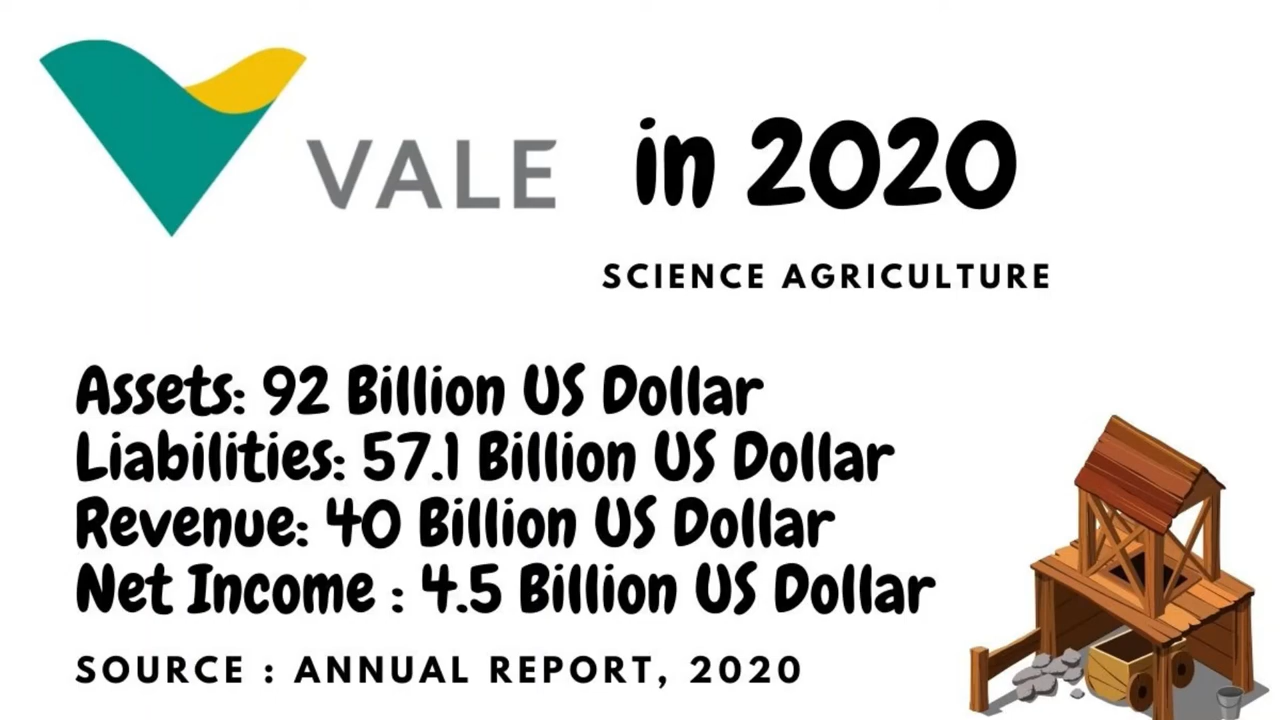 VALE in 2020
SCIENCE AGRICULTURE
Assets: 92 Billion US Dollar
Liabilities: 57.1 Billion US Dollar
Revenue: 40 Billion US Dollar
Net Income : 4.5 Billion US Dollar
SOURCE : ANNUAL REPORT, 2020